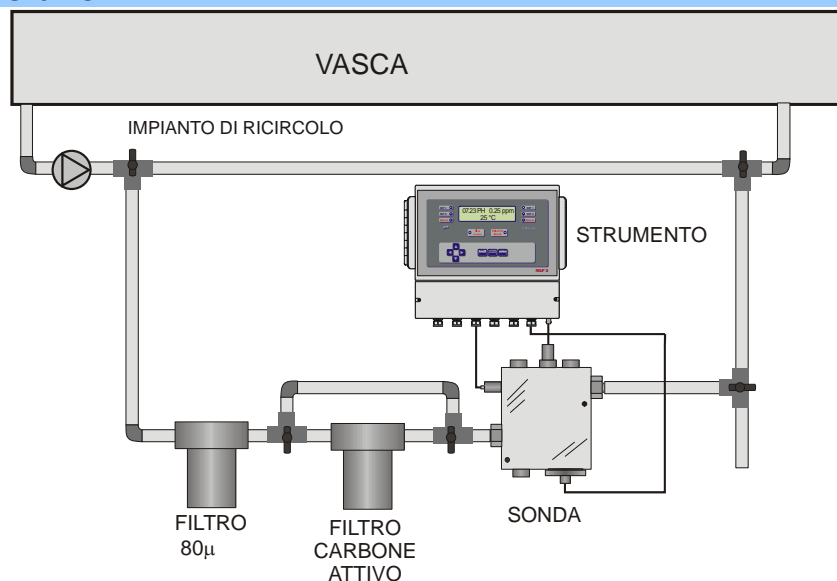 VASCA
IMPIANTO DI RICIRCOLO
07.23 PH 0.25 ppm
25 °C
STRUMENTO
SONDA
FILTRO
80μ
FILTRO
CARBONE
ATTIVO